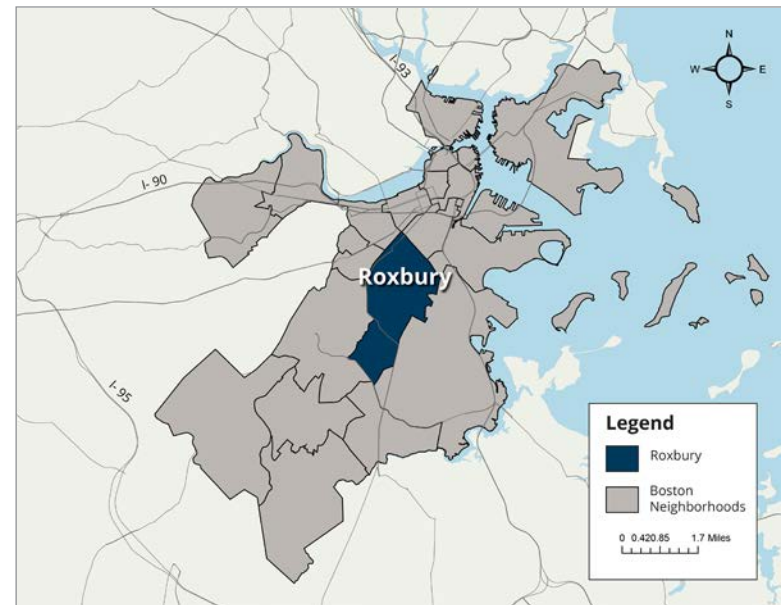 N
W E
S
I-93
I- 90
Roxbury
I- 95
Legend
Roxbury
Boston
Neighborhoods
0 0.420.85 1.7 Miles